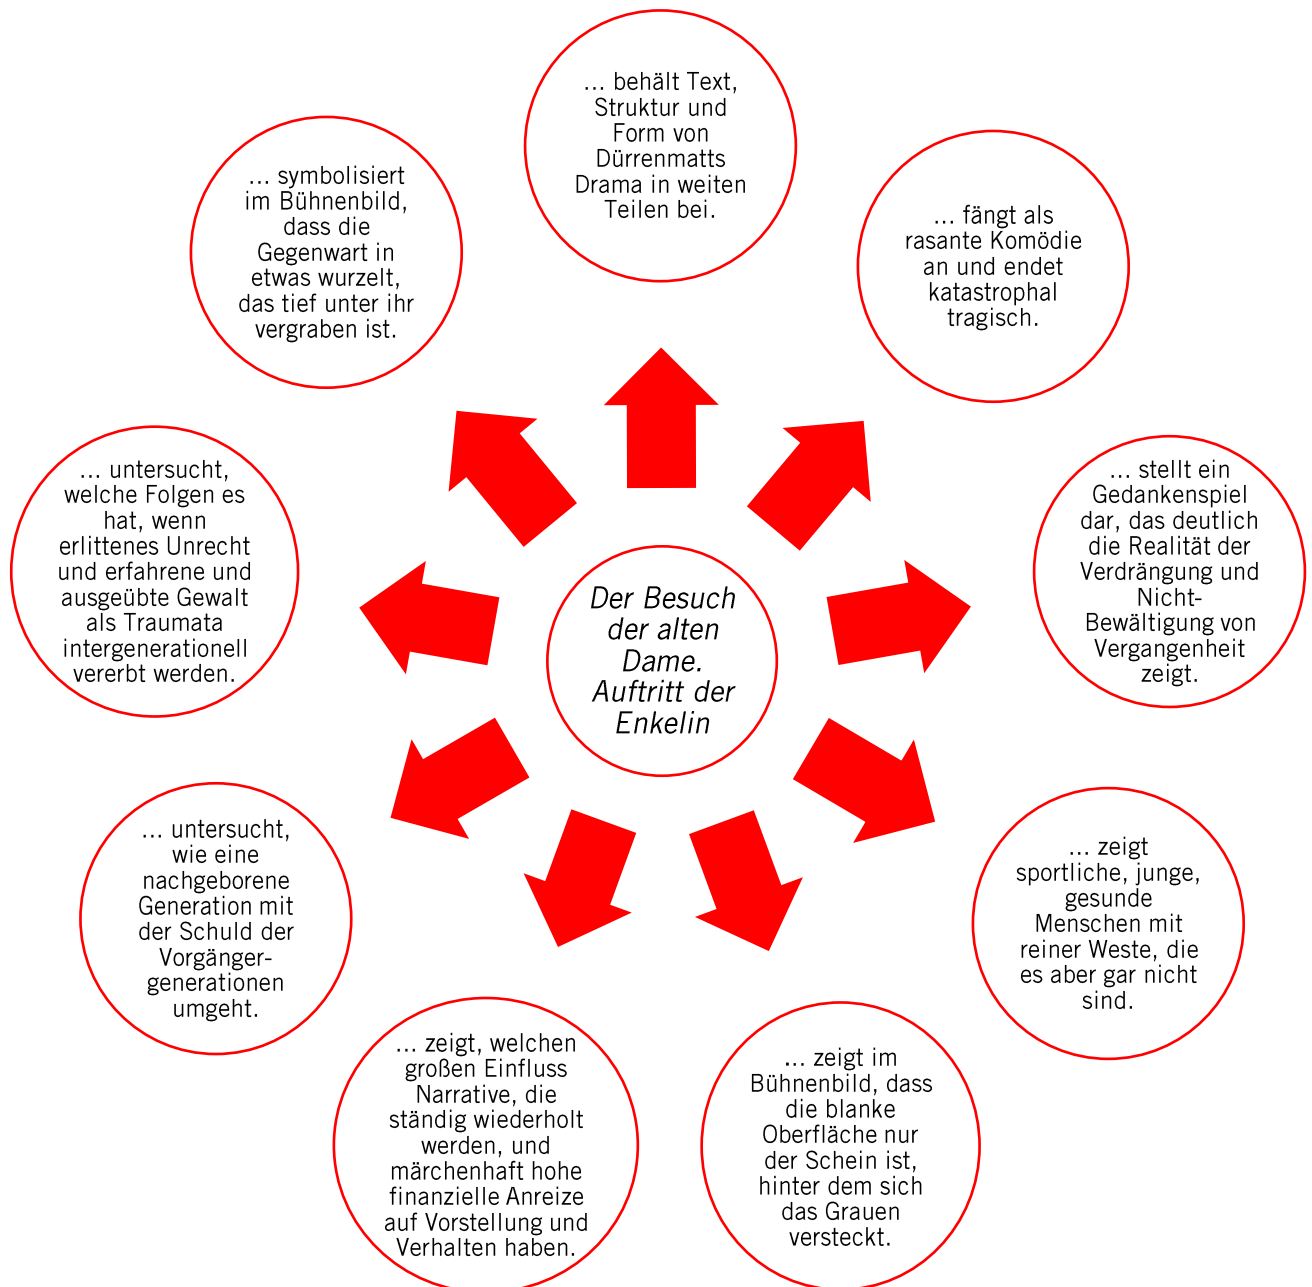 ... behält Text,
Struktur und
Form von
Dürrenmatts
Drama in weiten
Teilen bei.
... fängt als
rasante Komödie
an und endet
katastrophal
tragisch.
... stellt ein
Gedankenspiel
dar, das deutlich
die Realität der
Verdrängung und
Nicht-
Bewältigung von
Vergangenheit
zeigt.
... zeigt
sportliche, junge,
gesunde
Menschen mit
reiner Weste, die
es aber gar nicht
sind.
... zeigt im
Bühnenbild, dass
die blanke
Oberfläche nur
der Schein ist,
hinter dem sich
das Grauen
versteckt.
... zeigt, welchen
großen Einfluss
Narrative, die
ständig wiederholt
werden, und
märchenhaft hohe
finanzielle Anreize
auf Vorstellung und
Verhalten haben.
... untersucht,
wie eine
nachgeborene
Generation mit
der Schuld der
Vorgänger-
generationen
umgeht.
... untersucht,
welche Folgen es
hat, wenn
erlittenes Unrecht
und erfahrene und
ausgeübte Gewalt
als Traumata
intergenerationell
vererbt werden.
... symbolisiert
im Bühnenbild,
dass die
Gegenwart in
etwas wurzelt,
das tief unter ihr
vergraben ist.
Der Besuch
der alten
Dame.
Auftritt der
Enkelin